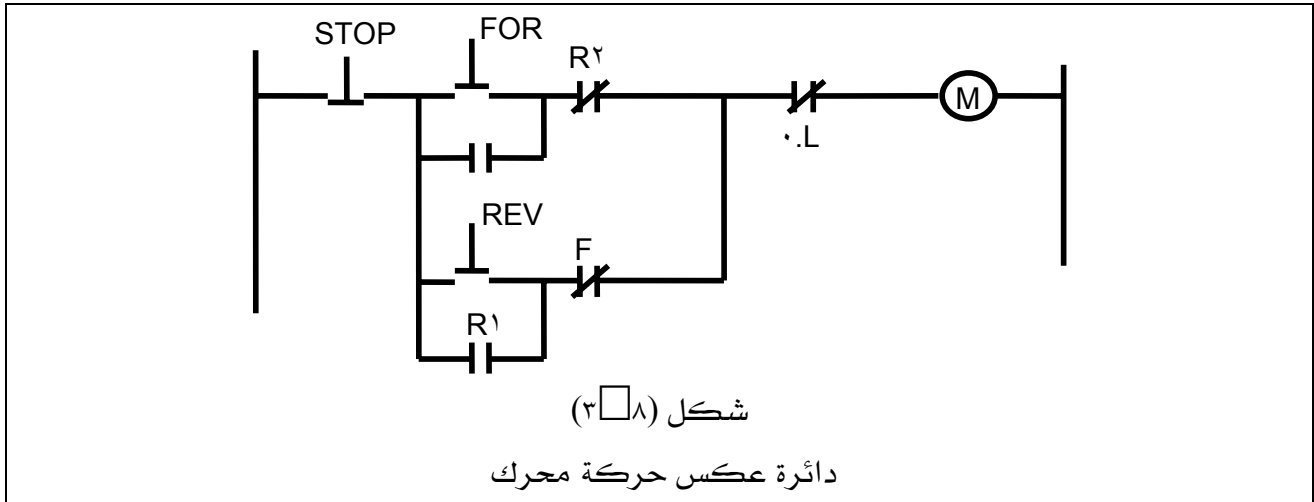 STOP
FOR
R٢
٠.L
M
REV
F
R١
شكل (٨□٣)
دائرة عكس حركة محرك